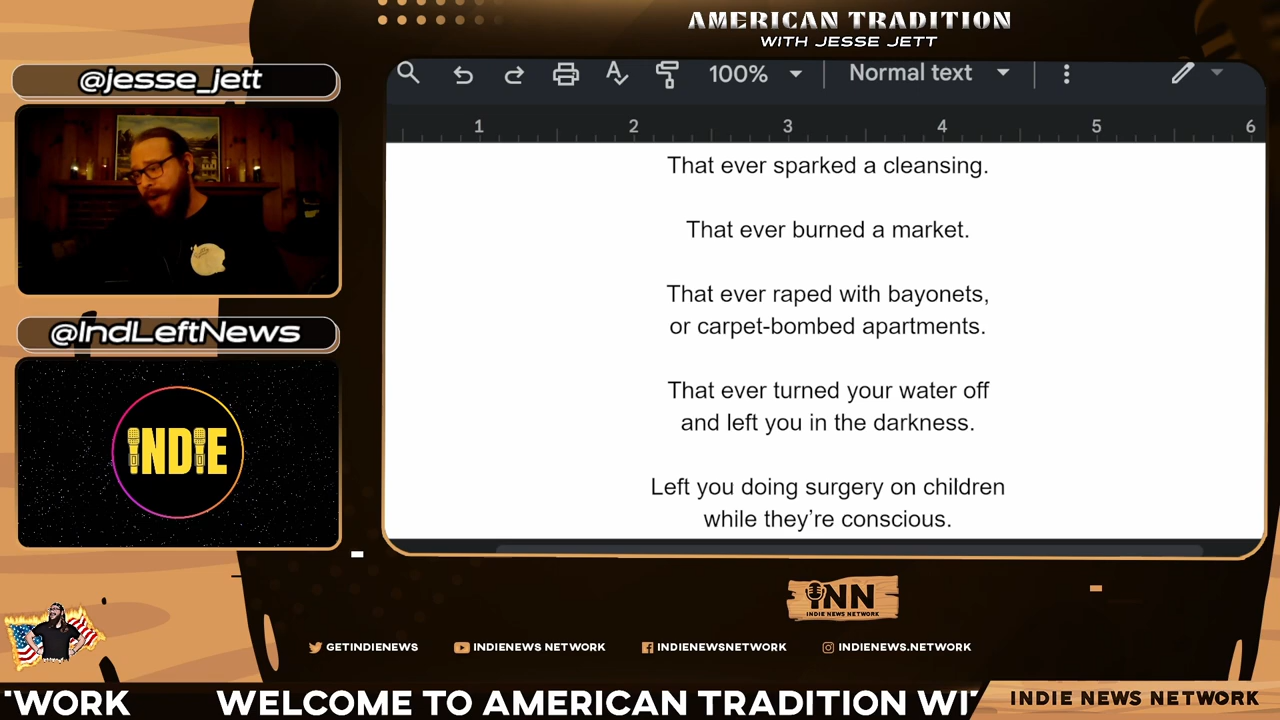 AMERICAN TRADITION
WITH JESSE JETT
@jesse_jett
100%
Normal text
1 2 3 4 5 6
That ever sparked a cleansing.
That ever burned a market.
That ever raped with bayonets,
or carpet-bombed apartments.
That ever turned your water off
and left you in the darkness.
Left you doing surgery on children
while they're conscious.
@IndLeftNews
INDIE
INN
INDIE NEWS NETWORK
GETINDIENEWS
INDIENEWS NETWORK
INDIENEWSNETWORK
INDIENEWS.NETWORK
TWORK WELCOME TO AMERICAN TRADITION WIT
INDIE NEWS NETWORK